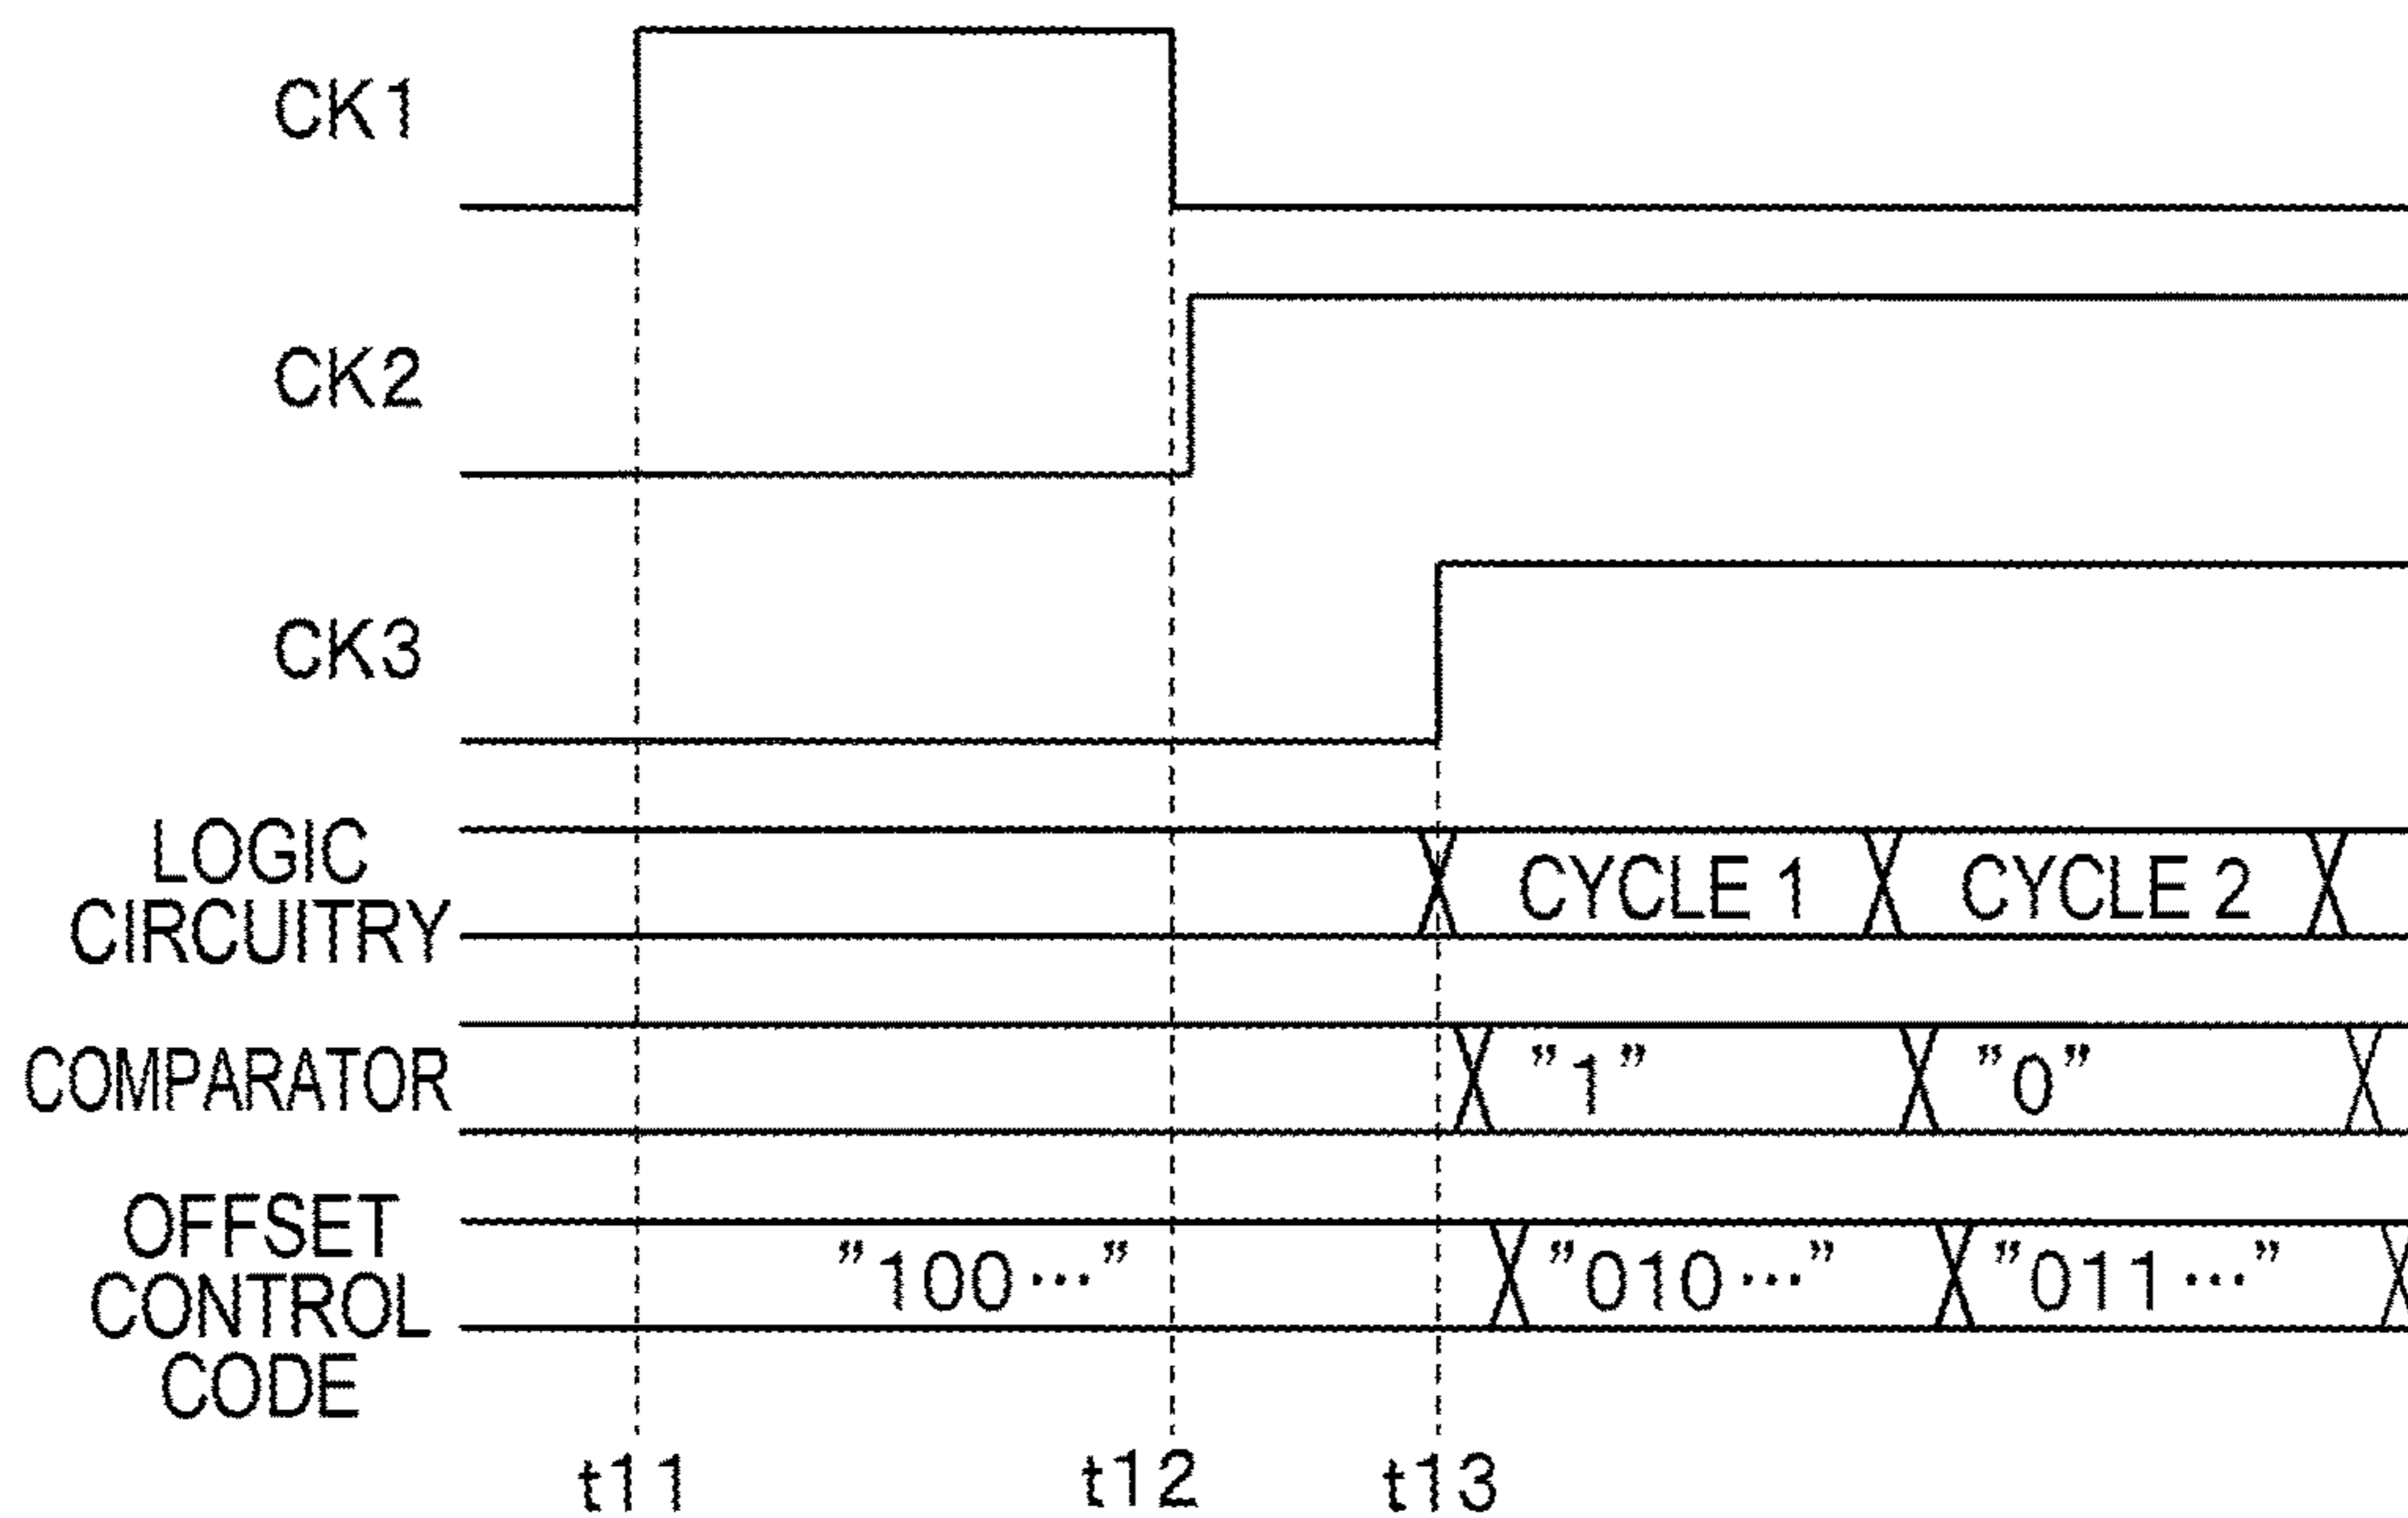 CK1
CK2
CK3
LOGIC
CIRCUITRY
CYCLE 1 CYCLE 2
COMPARATOR
”1” ”0”
OFFSET
CONTROL
CODE
”100⋯” ”010⋯” ”011⋯”
t11 t12 t13